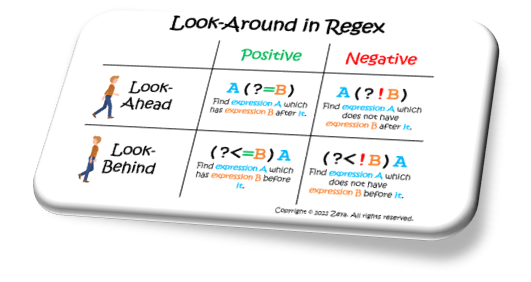 Look-Around in Regex
Positive
Negative
Look-
Ahead
A(?=B)
Find expression A which
has expression B after it.
A(?!B)
Find expression A which
does not have
expression B after it.
Look-
Behind
(?<=B)A
Find expression A which
has expression B before
it.
(?<!B)A
Find expression A which
does not have
expression B before it.
Copyright © 2022 Zeya. All rights reserved.